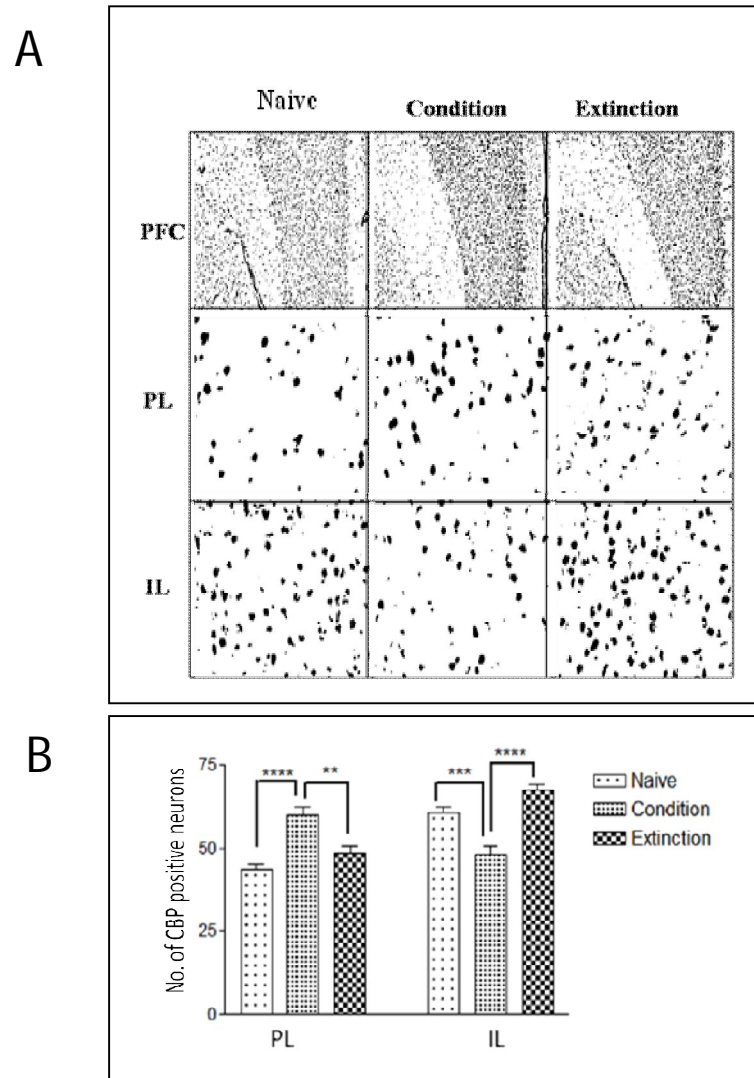 A
Naive Condition Extinction
PFC
PL
IL
B
No. of CBP positive neurons
75
50
25
0
**** **
*** ****
PL IL
Naive
Condition
Extinction